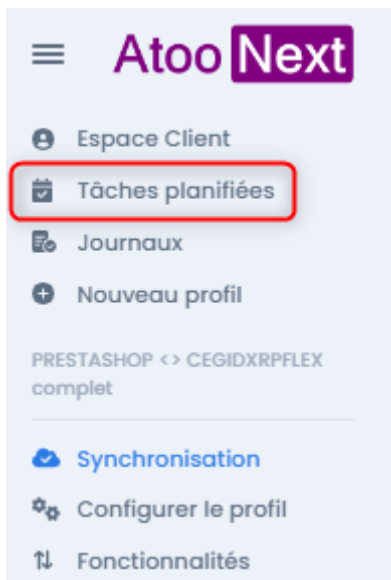 Atoo Next
Espace Client
Tâches planifiées
Journaux
Nouveau profil
PRESTASHOP <> CEGIDXRPFLEX
complet
Synchronisation
Configurer le profil
Fonctionnalités